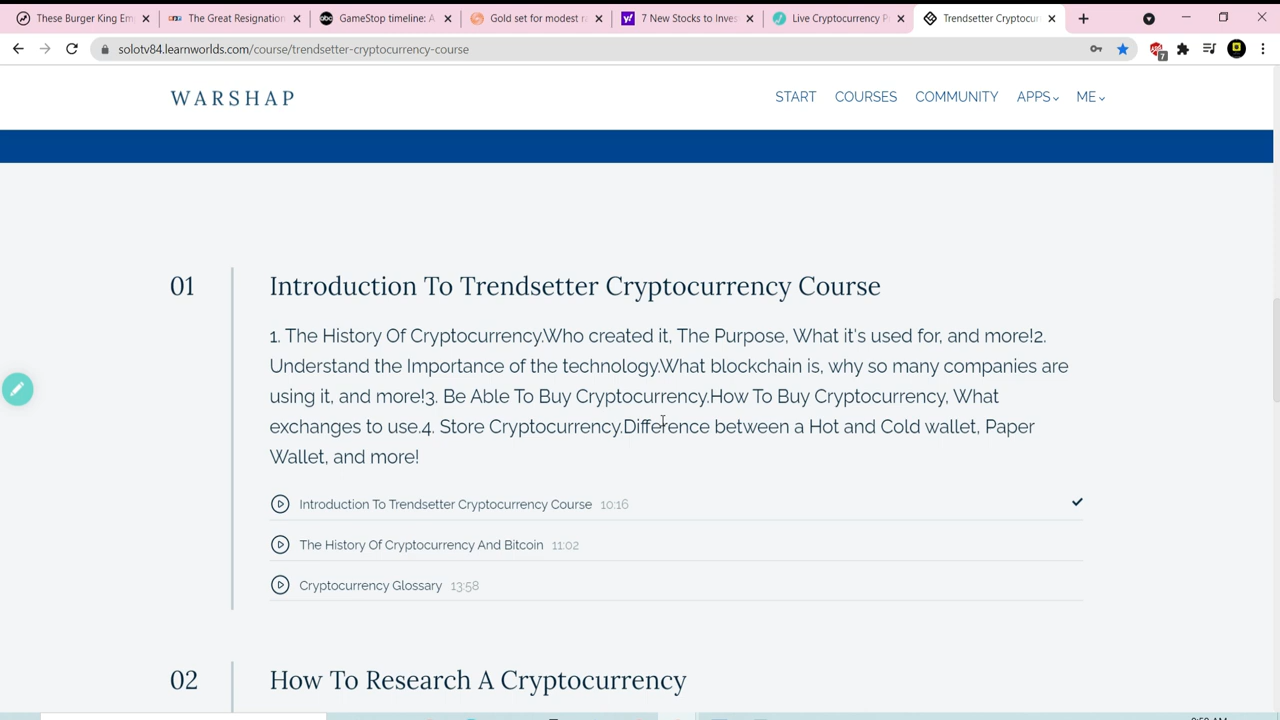 These Burger King Em
The Great Resignation
GameStop timeline: A
Gold set for modest ra
7 New Stocks to Inves
Live Cryptocurrency P
Trendsetter Cryptocur
solotv84.learnworlds.com/course/trendsetter-cryptocurrency-course
7
WARSHAP
START COURSES COMMUNITY APPS ME
01
Introduction To Trendsetter Cryptocurrency Course
1. The History Of Cryptocurrency.Who created it, The Purpose, What it's used for, and more!2.
Understand the Importance of the technology.What blockchain is, why so many companies are
using it, and more!3. Be Able To Buy Cryptocurrency.How To Buy Cryptocurrency, What
exchanges to use.4. Store Cryptocurrency.Difference between a Hot and Cold wallet, Paper
Wallet, and more!
Introduction To Trendsetter Cryptocurrency Course 10:16
The History Of Cryptocurrency And Bitcoin 11:02
Cryptocurrency Glossary 13:58
02
How To Research A Cryptocurrency